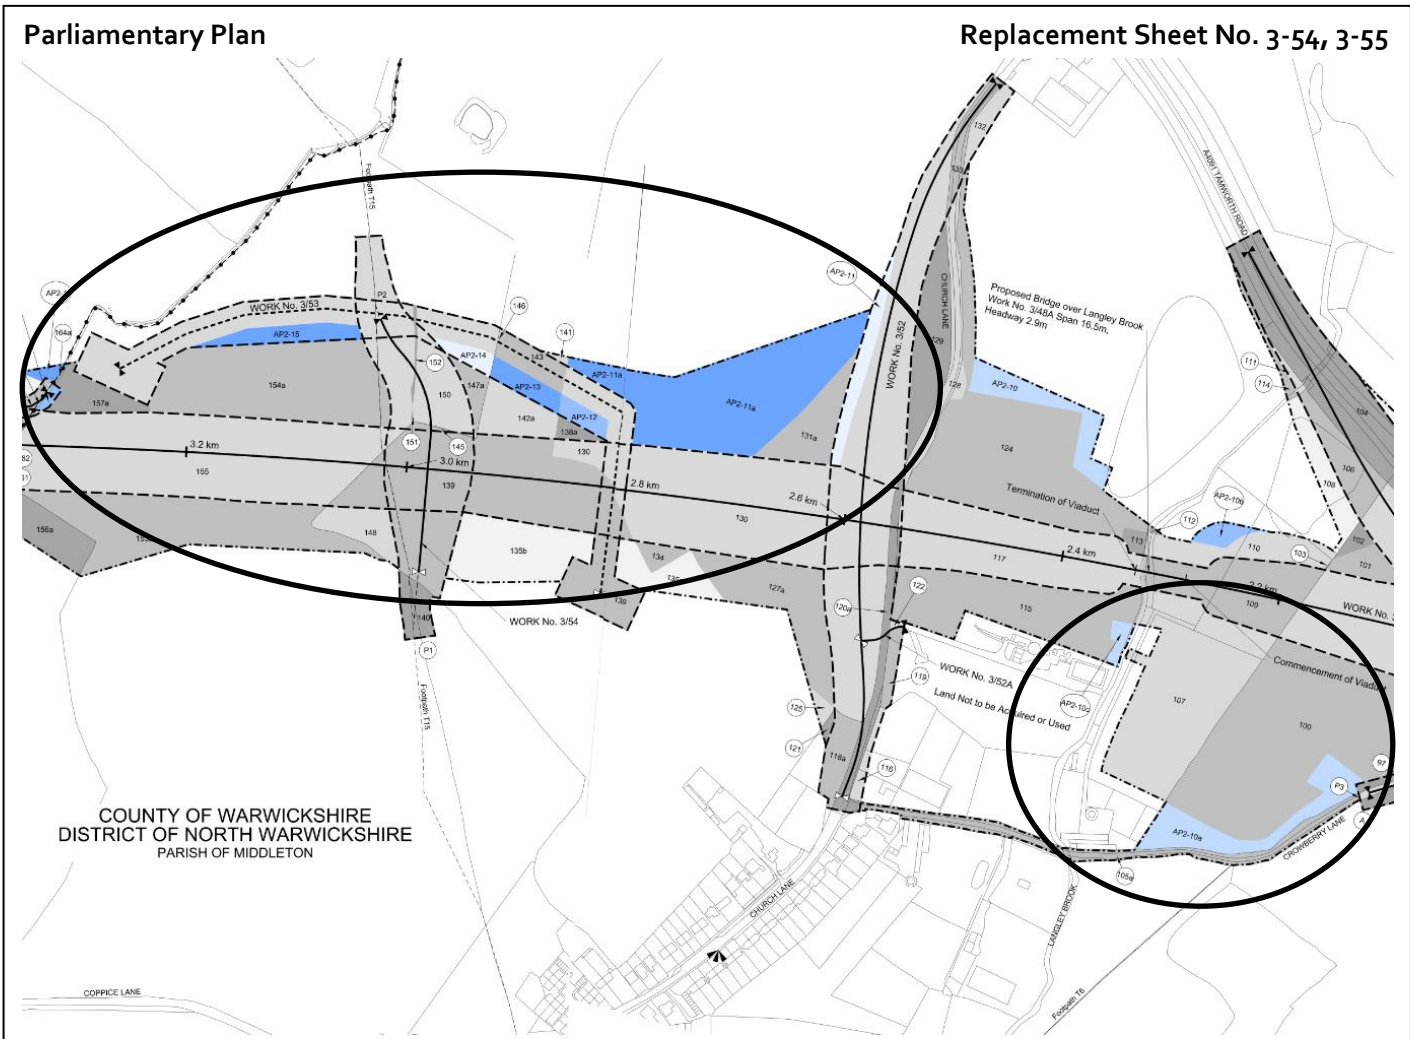 Parliamentary Plan
Replacement Sheet No. 3-54, 3-55
132
133
A4091 TAMWORTH ROAD
Footpath T15
AP2-11
CHURCH LANE
Proposed Bridge over Langley Brook
Work No. 3/48A Span 16.5m,
Headway 2.9m
P2
WORK No. 3/53
146
141
WORK No. 3/52
129
111
114
104
164a
AP2-15
152
AP2-14
143
AP2-11a
AP2-13
AP2-11a
128
AP2-10
154a
157a
150
147a
142a
AP2-12
138a
131a
124
106
108
151
145
130
3.2 km
3.0 km
155
139
2.8 km
2.6 km
130
Termination of Viaduct
AP2-10b
112
113
110
103
102
101
2.4 km
117
2.2 km
156a
148
135b
134
127a
120a
122
115
109
WORK No.
140
WORK No. 3/54
P1
Footpath T15
119
WORK No. 3/52A
Land Not to be Acquired or Used
AP2-10c
Commencement of Viaduct
107
100
125
121
118a
116
97
P3
AP2-10a
CROWBERRY LANE
105a
COUNTY OF WARWICKSHIRE
DISTRICT OF NORTH WARWICKSHIRE
PARISH OF MIDDLETON
CHURCH LANE
LANGLEY BROOK
COPPICE LANE
Footpath T6